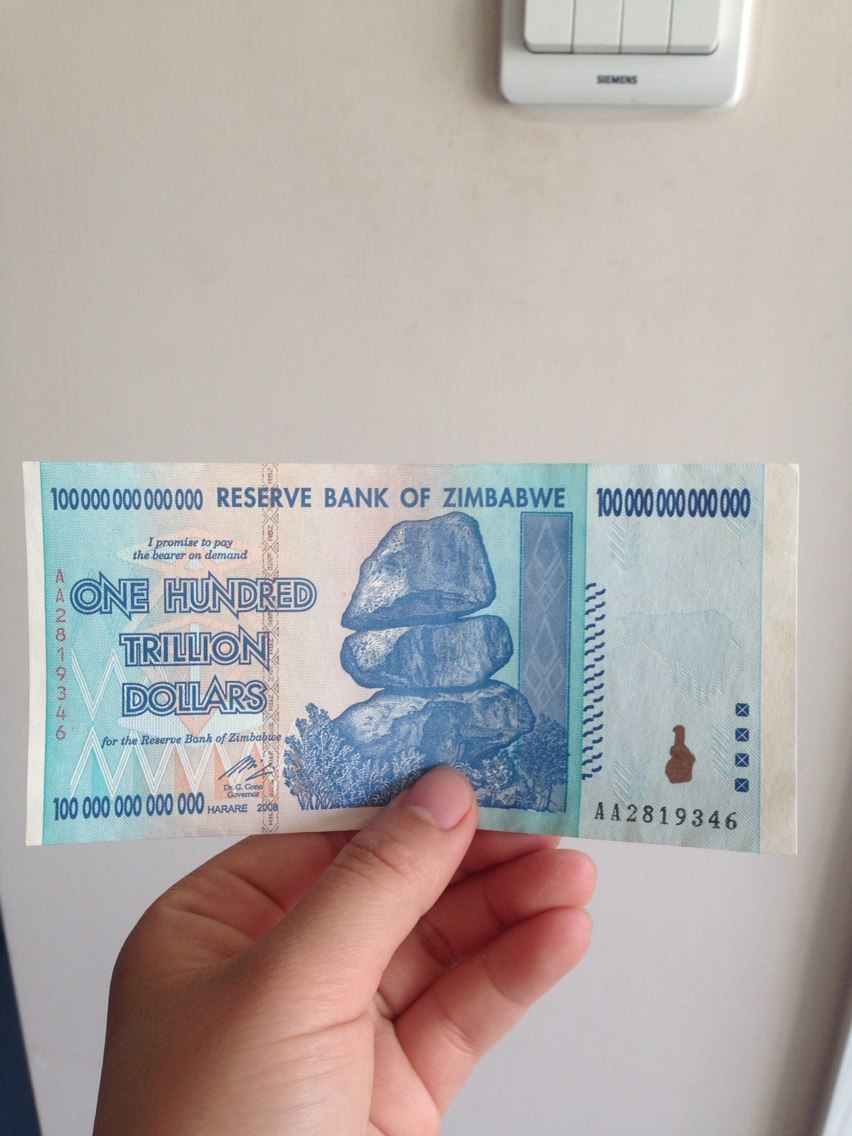 SIEMENS
100 000 000 000 000 RESERVE BANK OF ZIMBABWE 100 000 000 000 000
I promise to pay
the bearer on demand
ONE HUNDRED
TRILLION
DOLLARS
for the Reserve Bank of Zimbabwe
Dr. G. Gono
Governor
100 000 000 000 000 HARARE 2008
AA2819346
AA2819346